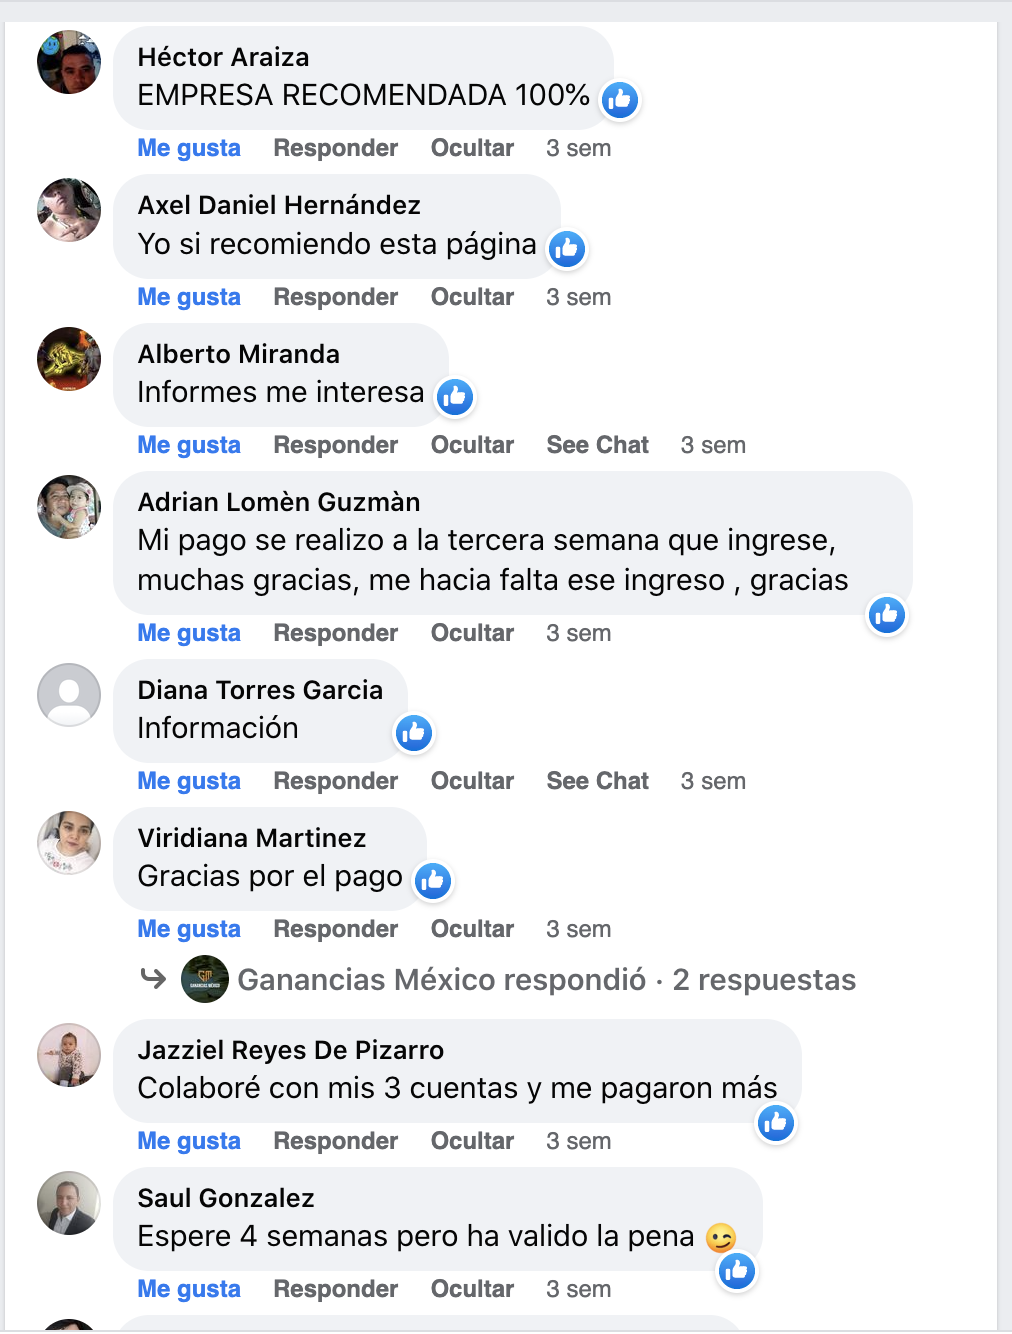 Héctor Araiza
EMPRESA RECOMENDADA 100%
Me gusta Responder Ocultar 3 sem
Axel Daniel Hernández
Yo si recomiendo esta página
Me gusta Responder Ocultar 3 sem
Alberto Miranda
Informes me interesa
Me gusta Responder Ocultar See Chat 3 sem
Adrian Lomèn Guzmàn
Mi pago se realizo a la tercera semana que ingrese,
muchas gracias, me hacia falta ese ingreso , gracias
Me gusta Responder Ocultar 3 sem
Diana Torres Garcia
Información
Me gusta Responder Ocultar See Chat 3 sem
Viridiana Martinez
Gracias por el pago
Me gusta Responder Ocultar 3 sem
GM
GANANCIAS MÉXICO
Ganancias México respondió · 2 respuestas
Jazziel Reyes De Pizarro
Colaboré con mis 3 cuentas y me pagaron más
Me gusta Responder Ocultar 3 sem
Saul Gonzalez
Espere 4 semanas pero ha valido la pena 😉
Me gusta Responder Ocultar 3 sem